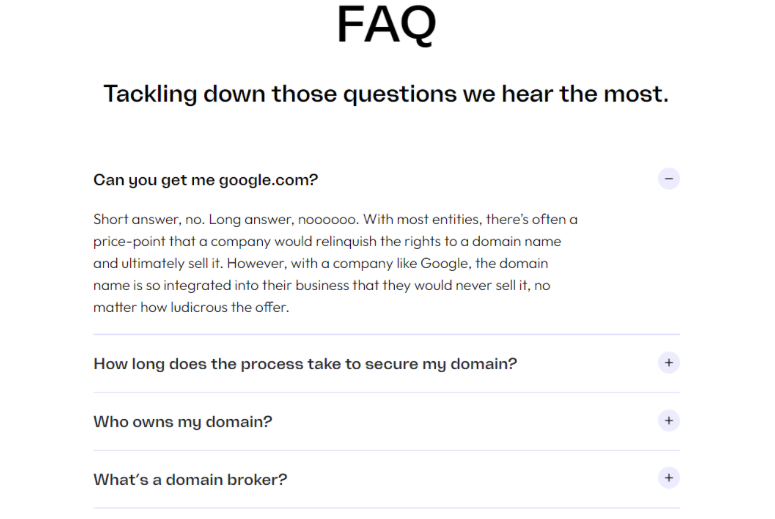 FAQ
Tackling down those questions we hear the most.
Can you get me google.com?
Short answer, no. Long answer, noooooo. With most entities, there's often a
price-point that a company would relinquish the rights to a domain name
and ultimately sell it. However, with a company like Google, the domain
name is so integrated into their business that they would never sell it, no
matter how ludicrous the offer.
How long does the process take to secure my domain?
Who owns my domain?
What's a domain broker?